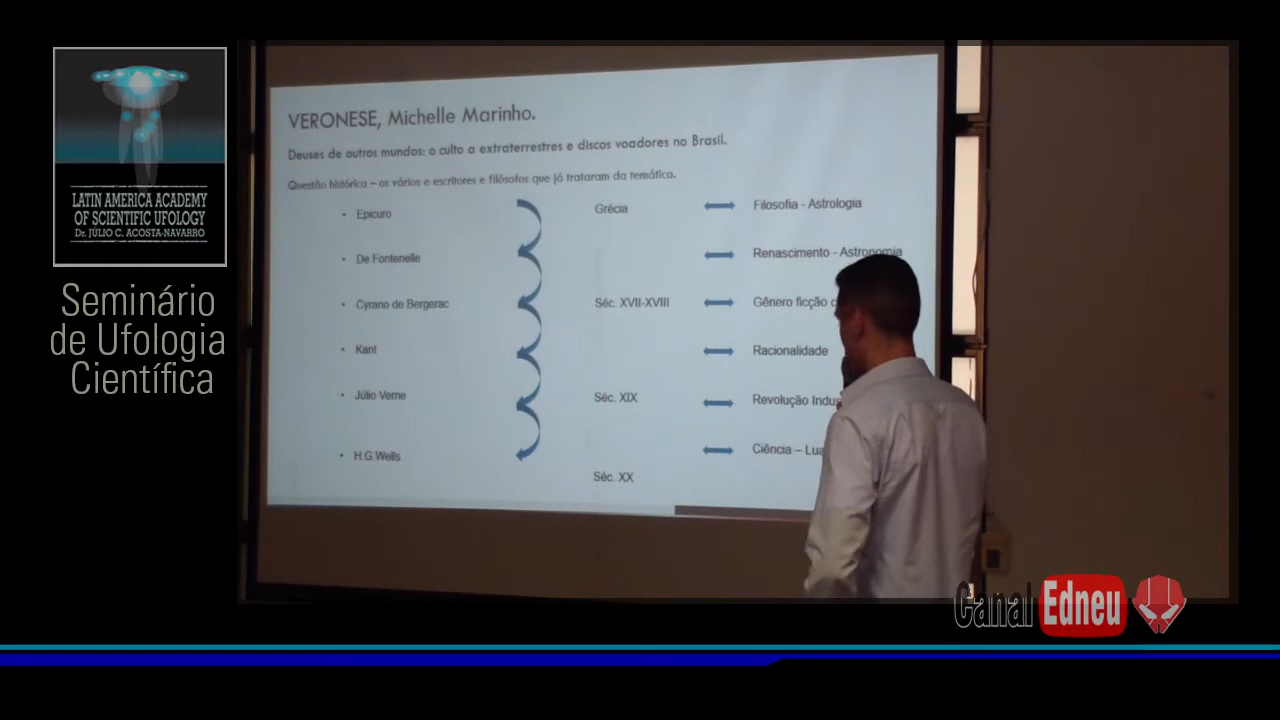 LATIN AMERICA ACADEMY
OF SCIENTIFIC UFOLOGY
Dr. JÚLIO C. ACOSTA-NAVARRO
Seminário
de Ufologia
Científica
VERONESE, Michelle Marinho.
Deuses de outros mundos: o culto a extraterrestres e discos voadores no Brasil.
Questão histórica – os vários e escritores e filósofos que já trataram da temática.
• Epicuro Grécia Filosofia - Astrologia
• De Fontenelle Renascimento - Astronomia
• Cyrano de Bergerac Séc. XVII-XVIII Gênero ficção
• Kant Racionalidade
• Júlio Verne Séc. XIX Revolução
• H.G.Wells Ciência –
Séc. XX
Canal Edneu